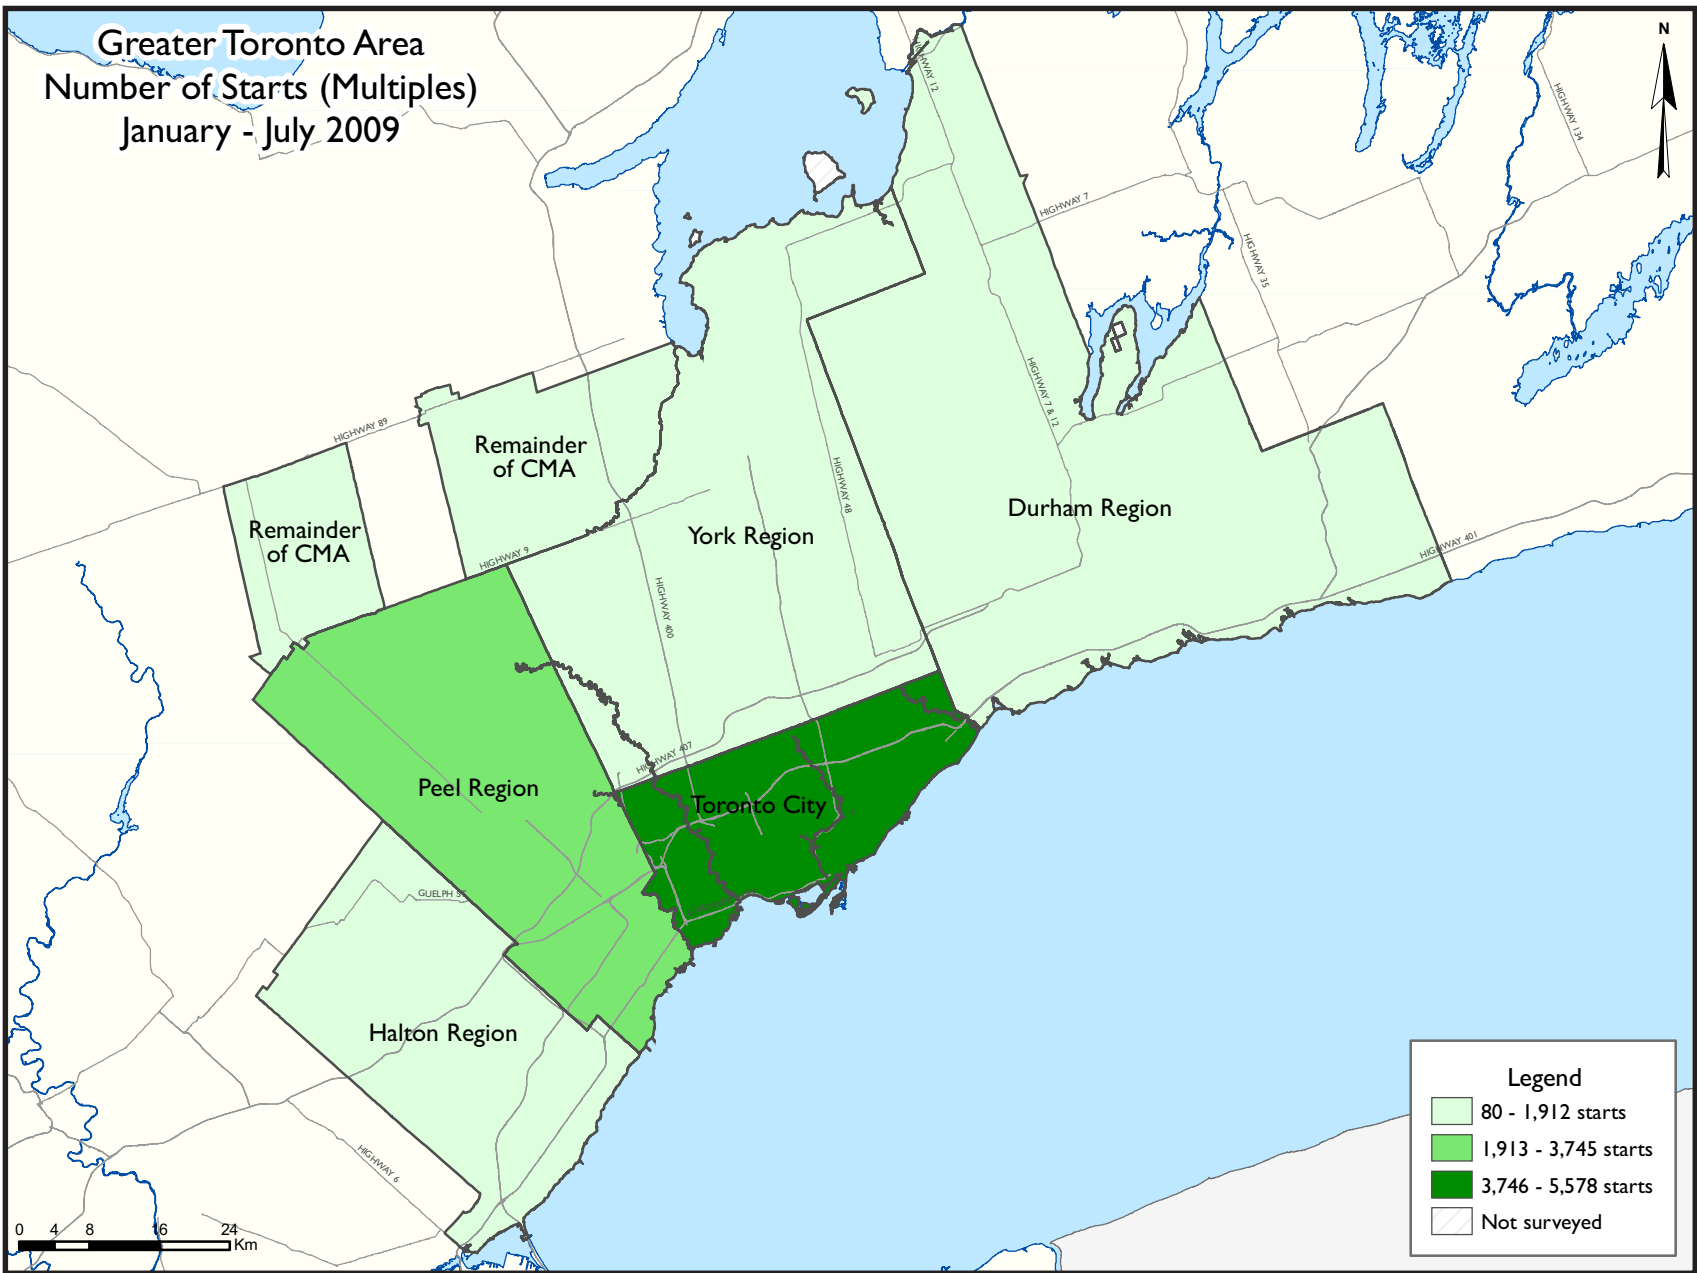 Greater Toronto Area
Number of Starts (Multiples)
January - July 2009
N
HIGHWAY 12
HIGHWAY 134
HIGHWAY 7
HIGHWAY 35
HIGHWAY 89
HIGHWAY 7 & 12
Remainder
of CMA
HIGHWAY 48
Remainder
of CMA
Durham Region
York Region
HIGHWAY 401
HIGHWAY 9
HIGHWAY 400
HIGHWAY 407
Peel Region
Toronto City
GUELPH ST
Halton Region
HIGHWAY 6
Legend
80 - 1,912 starts
1,913 - 3,745 starts
3,746 - 5,578 starts
Not surveyed
0 4 8 16 24
Km